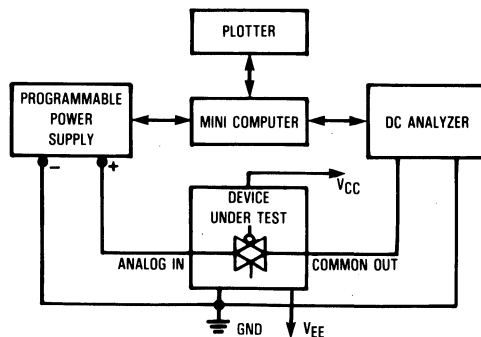 PLOTTER
PROGRAMMABLE
POWER
SUPPLY
MINI COMPUTER
DC ANALYZER
− +
VCC
DEVICE
UNDER TEST
ANALOG IN
COMMON OUT
GND
VEE